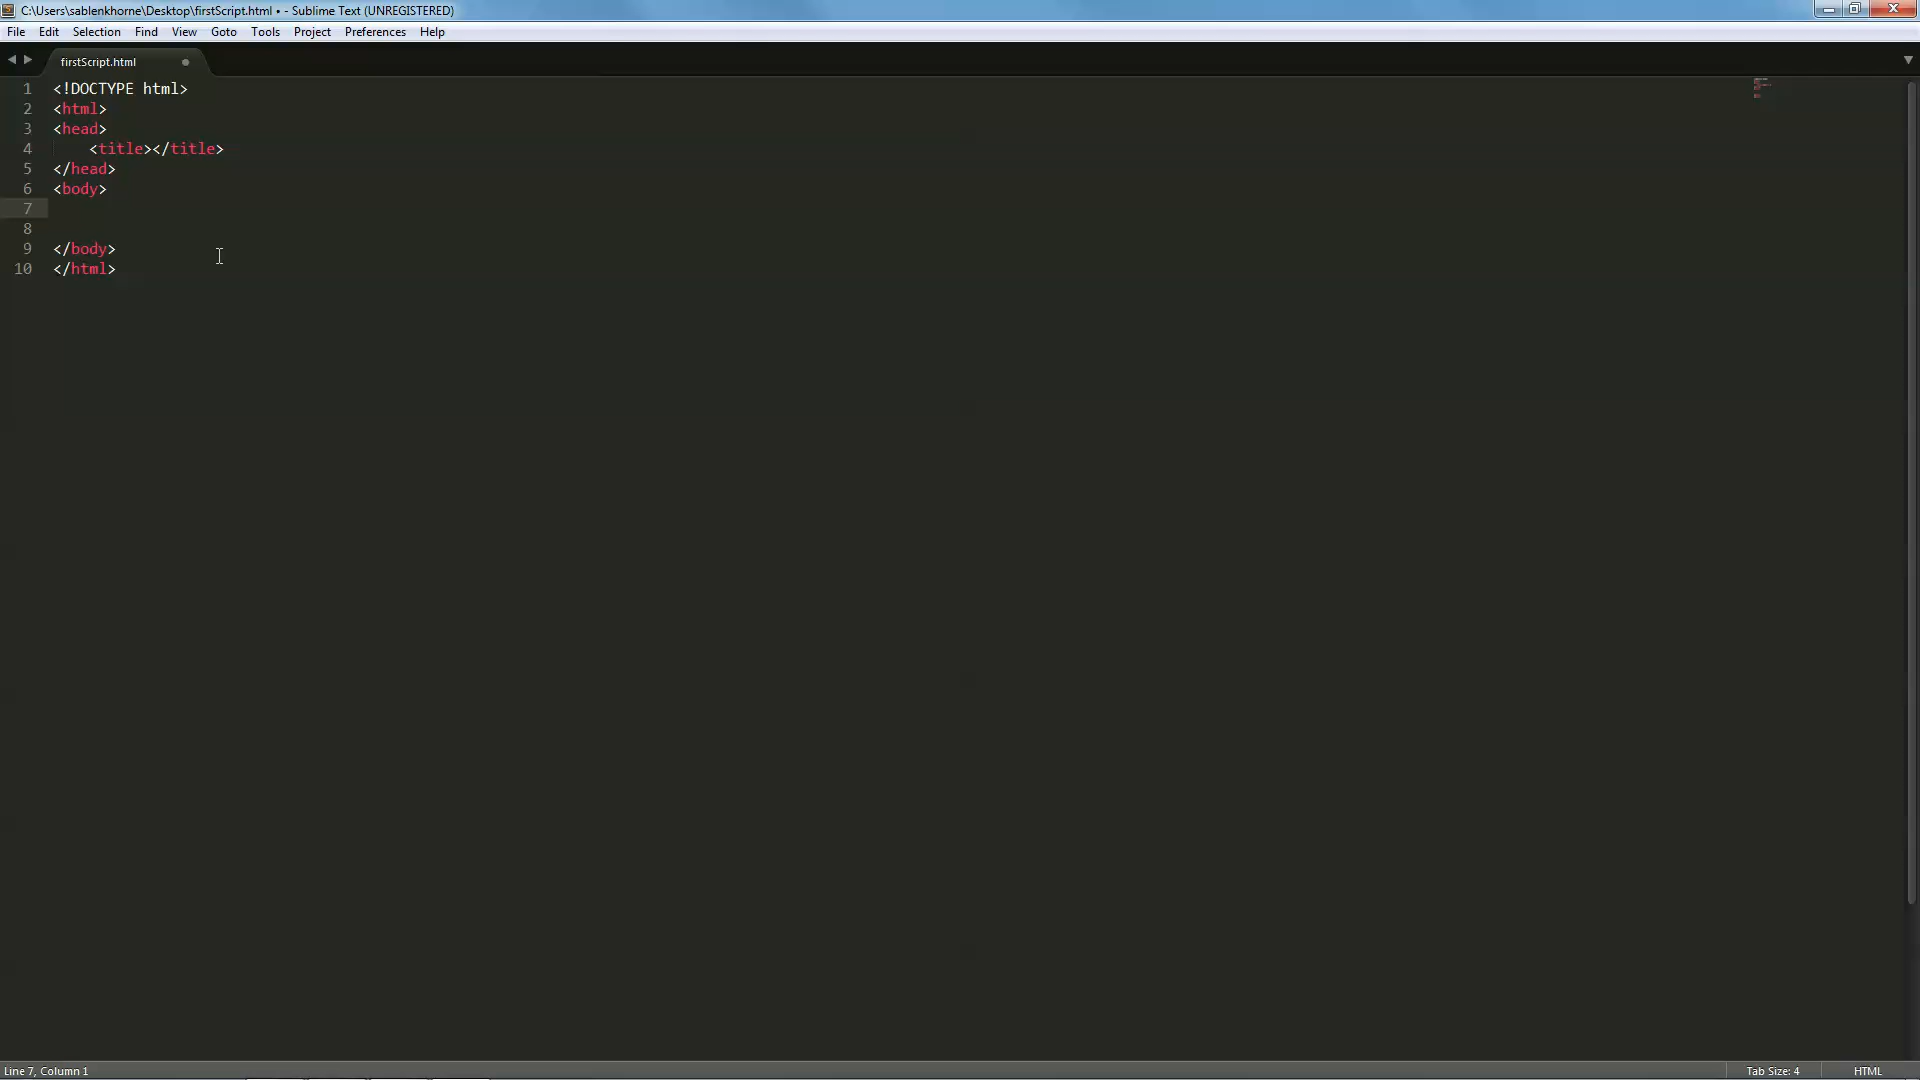 C:\Users\sablenkhorne\Desktop\firstScript.html • - Sublime Text (UNREGISTERED)
File Edit Selection Find View Goto Tools Project Preferences Help
firstScript.html
1 <!DOCTYPE html>
2 <html>
3 <head>
4 <title></title>
5 </head>
6 <body>
7
8
9 </body>
10 </html>
Line 7, Column 1 Tab Size: 4 HTML